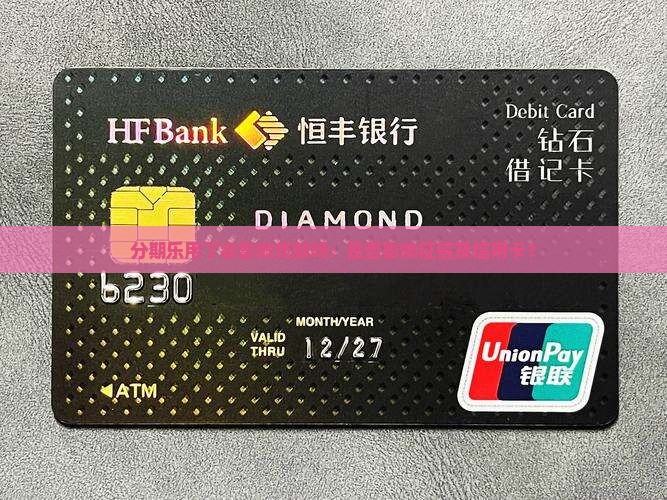 HFBank 恒丰银行
Debit Card
钻石
借记卡
DIAMOND
分期乐用了
6230
MONTH/YEAR
VALID
THRU
12/27
ATM
UnionPay
银联